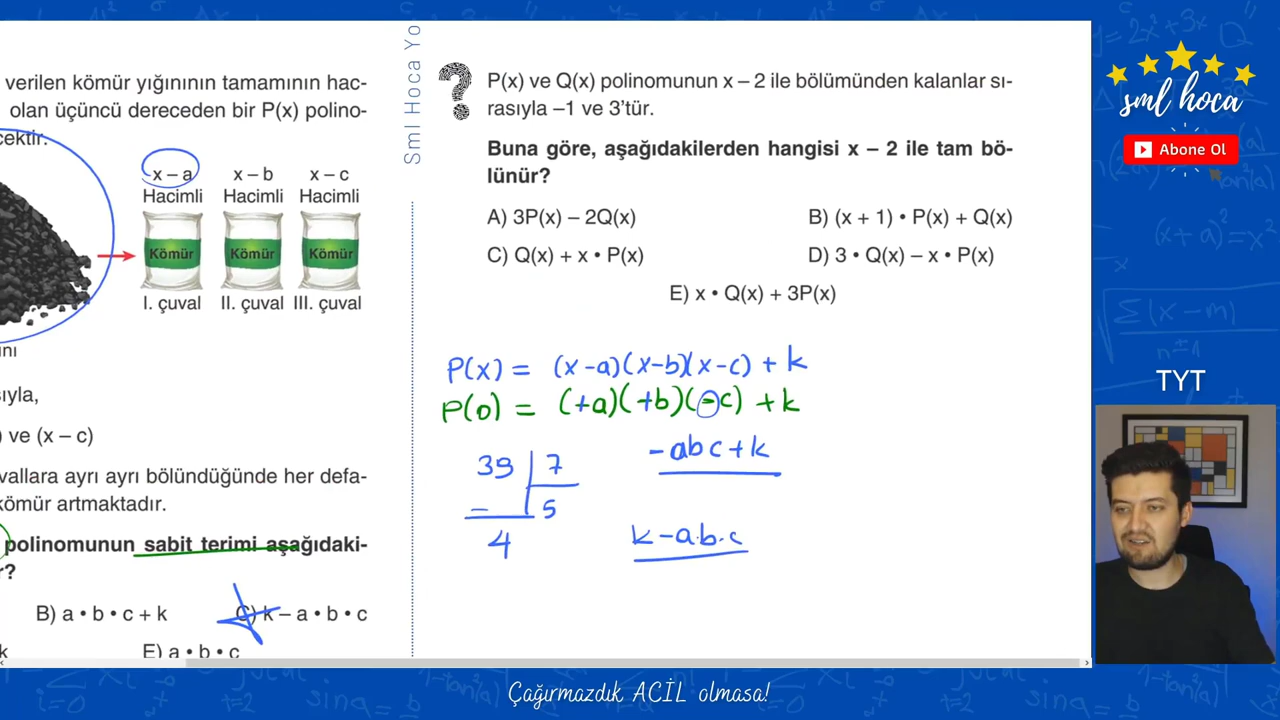 verilen kömür yığınının tamamının hac-
olan üçüncü dereceden bir P(x) polino-
cektir.
x – a
x – b
x – c
Hacimli
Hacimli
Hacimli
Kömür
Kömür
Kömür
I. çuval
II. çuval
III. çuval
ını
sıyla,
) ve (x – c)
vallara ayrı ayrı bölündüğünde her defa-
kömür artmaktadır.
polinomunun sabit terimi aşağıdaki-
r?
B) a • b • c + k
C) k – a • b • c
k
E) a • b • c
Sml Hoca Yo
P(x) ve Q(x) polinomunun x – 2 ile bölümünden kalanlar sı-
rasıyla –1 ve 3'tür.
Buna göre, aşağıdakilerden hangisi x – 2 ile tam bö-
lünür?
A) 3P(x) – 2Q(x)
B) (x + 1) • P(x) + Q(x)
C) Q(x) + x • P(x)
D) 3 • Q(x) – x • P(x)
E) x • Q(x) + 3P(x)
P(x) = (x-a)(x-b)(x-c) + k
P(0) = (+a)(+b)(-c) + k
-abc+k
39 7
– 5
4
k-a.b.c
sml hoca
Abone Ol
TYT
Çağırmazdık ACİL olmasa!